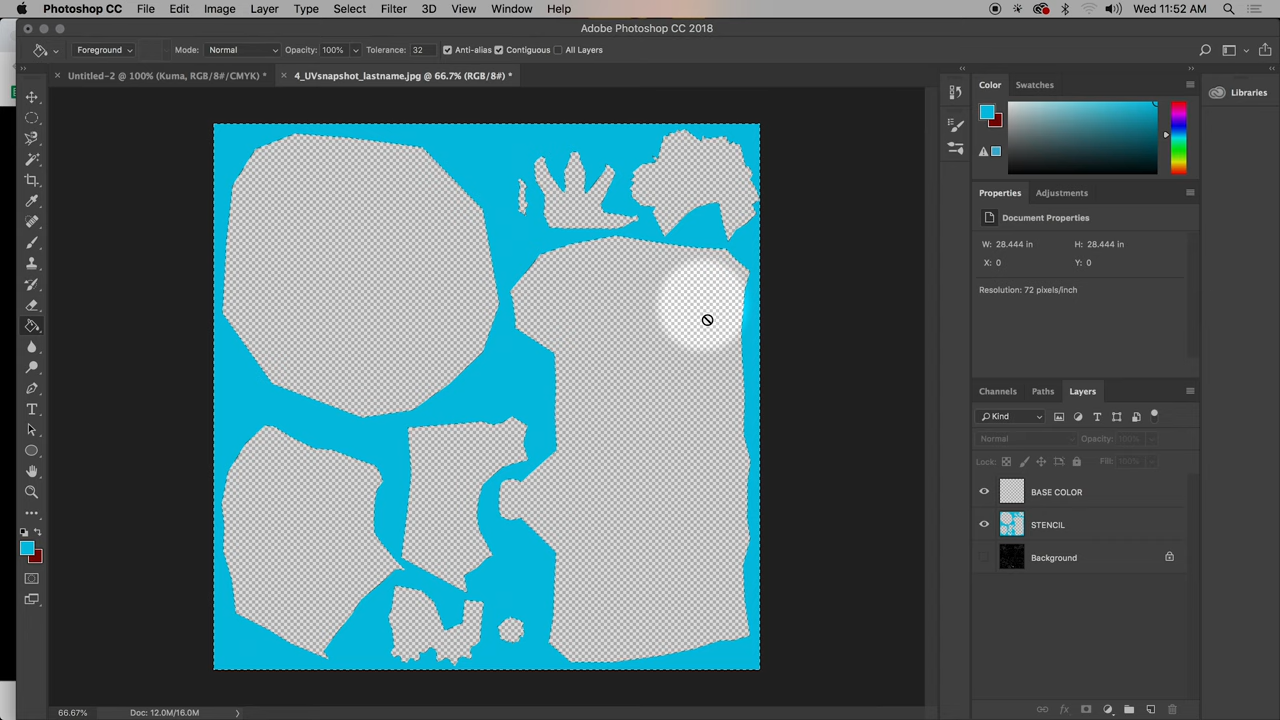 Photoshop CC File Edit Image Layer Type Select Filter 3D View Window Help Wed 11:52 AM
Adobe Photoshop CC 2018
Foreground Mode: Normal Opacity: 100% Tolerance: 32 Anti-alias Contiguous All Layers
Untitled-2 @ 100% (Kuma, RGB/8#/CMYK) * 4_UVsnapshot_lastname.jpg @ 66.7% (RGB/8#) *
Color Swatches
Libraries
Properties Adjustments
Document Properties
W: 28.444 in H: 28.444 in
X: 0 Y: 0
Resolution: 72 pixels/inch
Channels Paths Layers
Kind
Normal Opacity: 100%
Lock: Fill: 100%
BASE COLOR
STENCIL
Background
66.67% Doc: 12.0M/16.0M